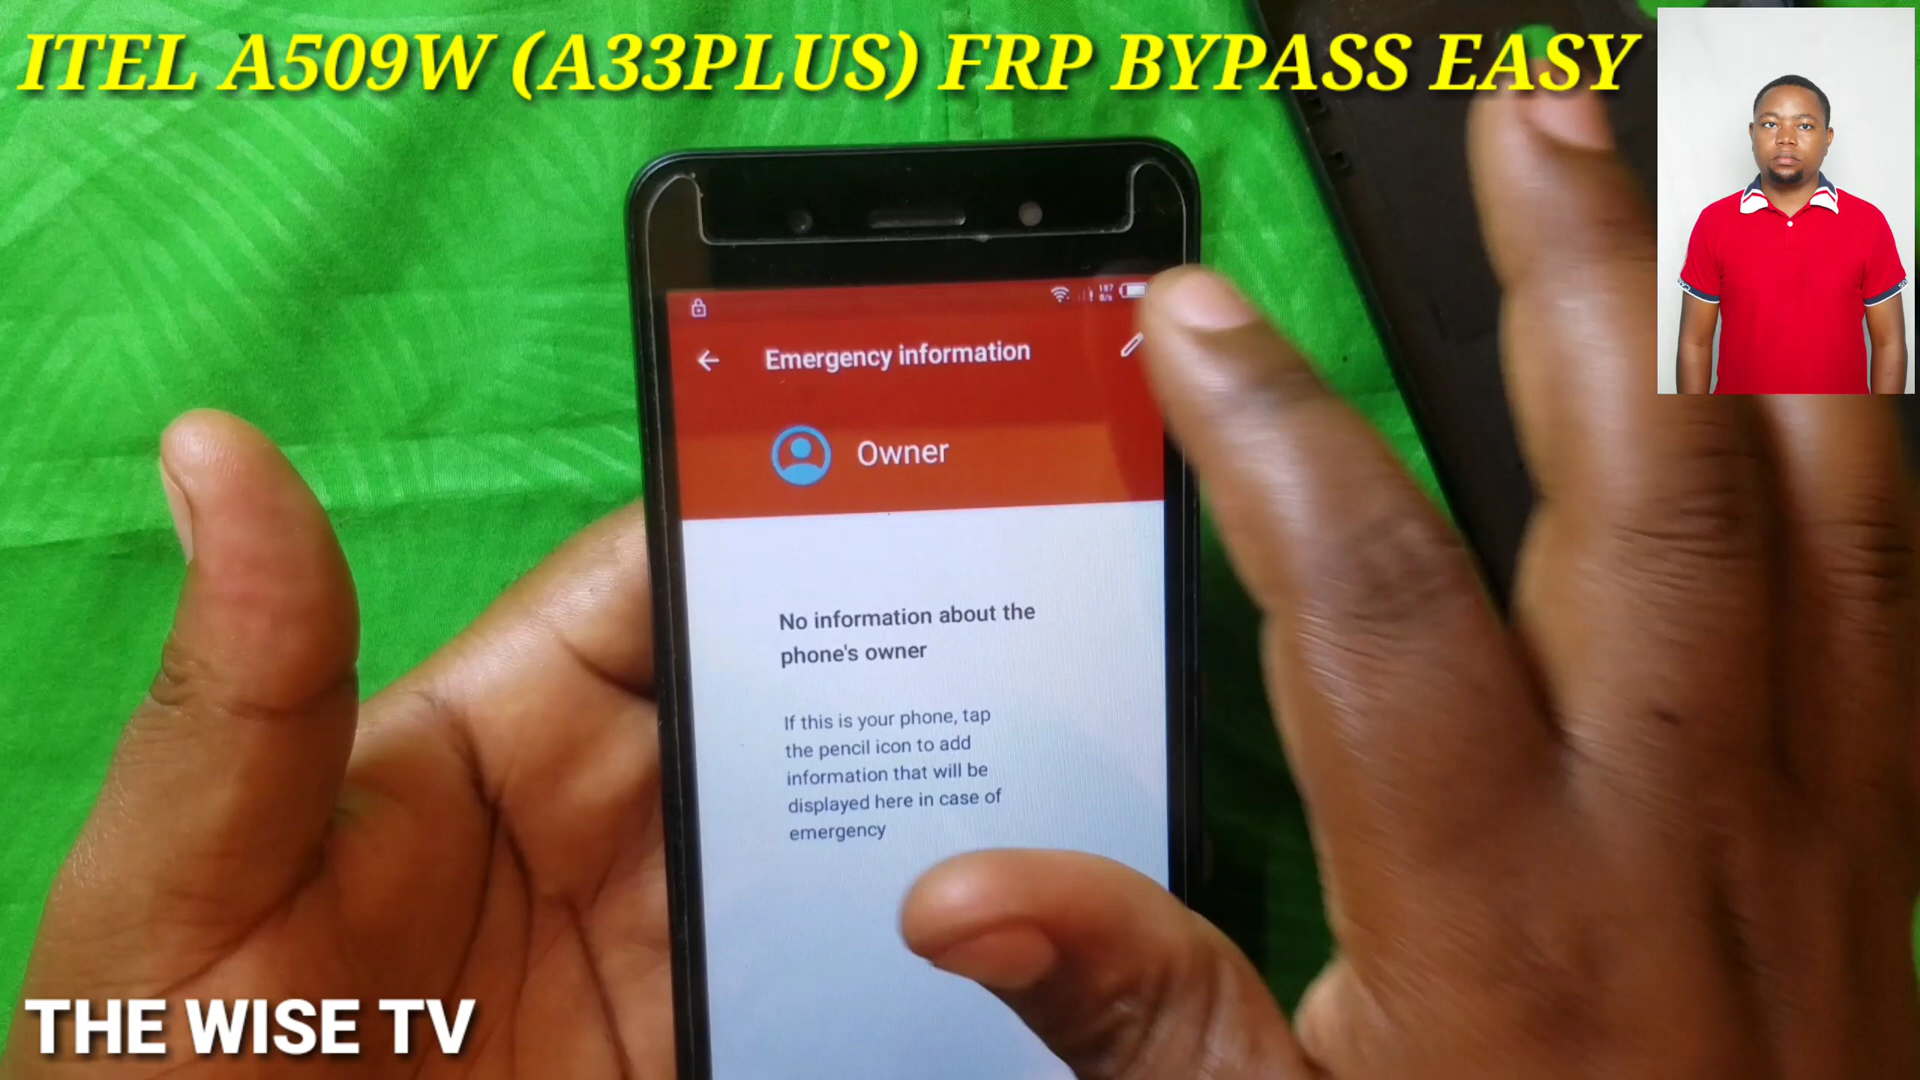 ITEL A509W (A33PLUS) FRP BYPASS EASY
187
B/s
Emergency information
Owner
No information about the
phone's owner
If this is your phone, tap
the pencil icon to add
information that will be
displayed here in case of
emergency
THE WISE TV